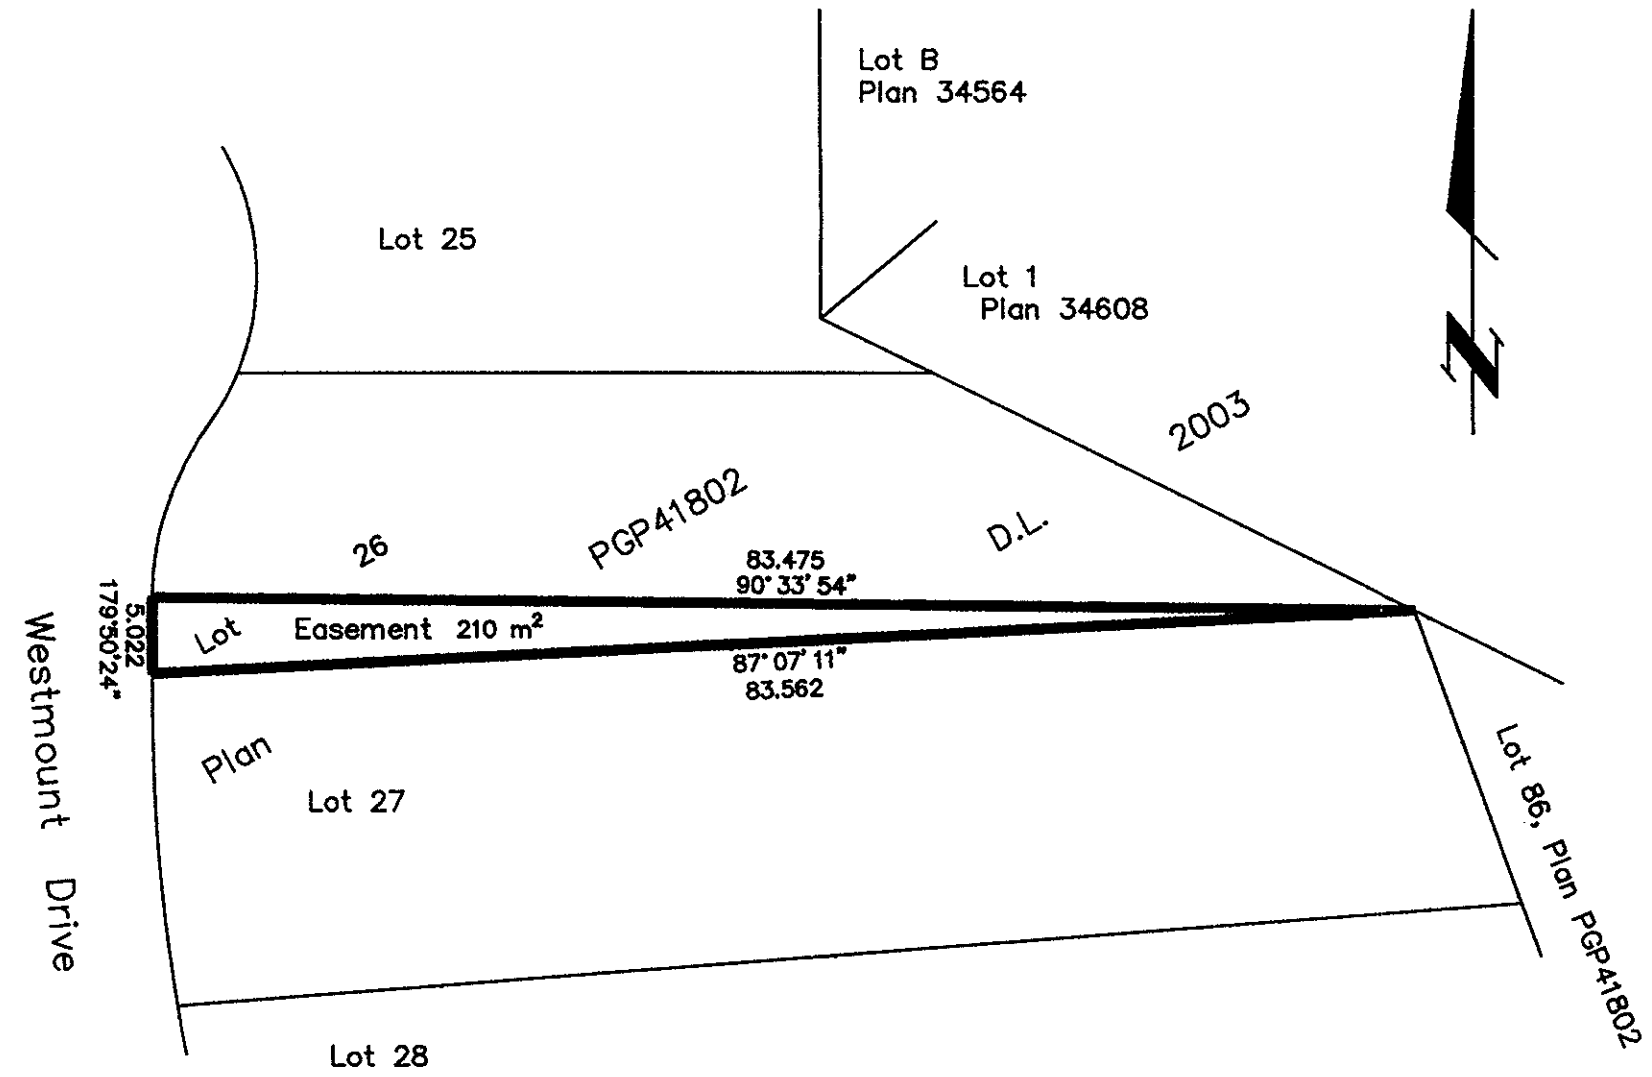 Lot B
Plan 34564
Lot 25
Lot 1
Plan 34608
N
Lot 26
Plan PGP41802
D.L. 2003
83.475
90° 33' 54"
5.022
179°50'24"
Easement 210 m²
87° 07' 11"
83.562
Westmount Drive
Lot 27
Lot 86, Plan PGP41802
Lot 28